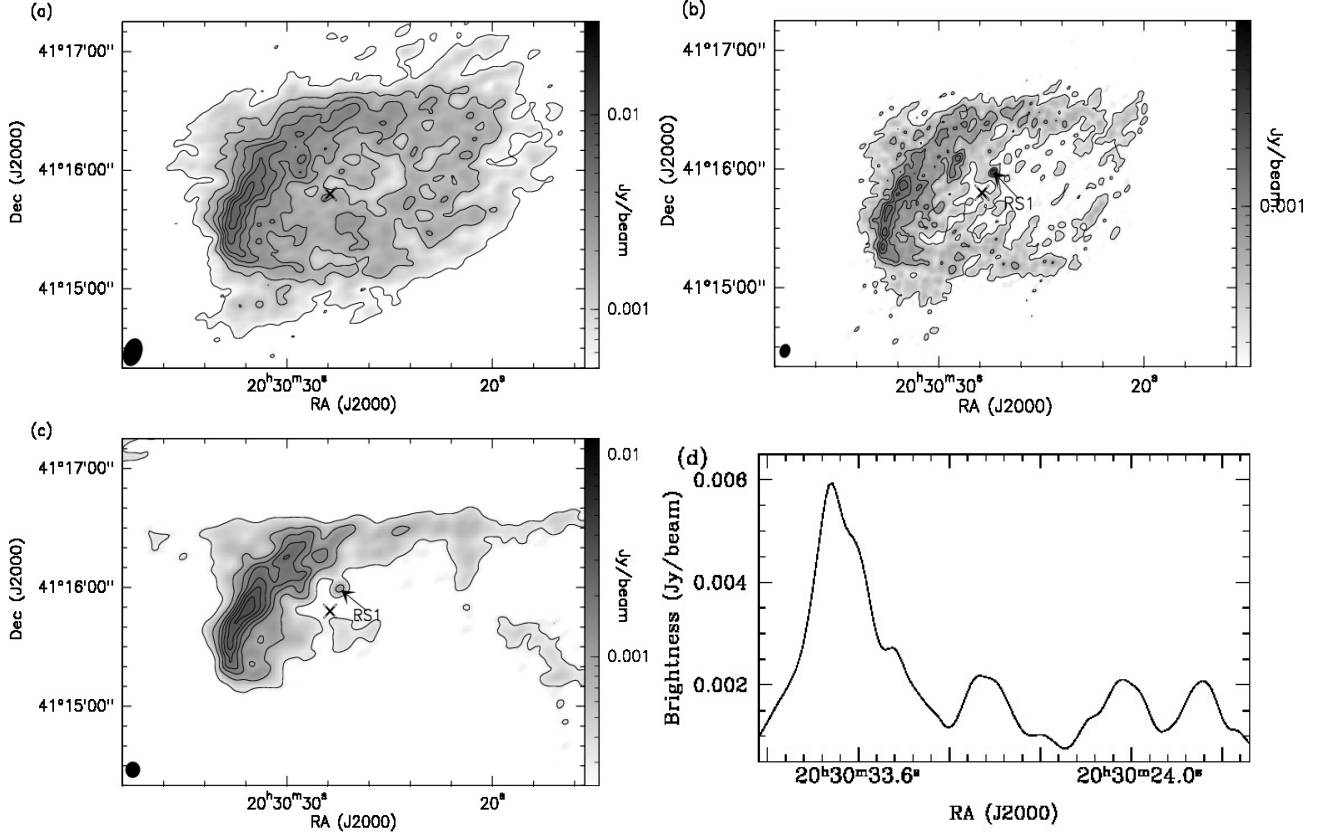 (a)
41°17'00"
41°16'00"
41°15'00"
Dec (J2000)
20ʰ30ᵐ30ˢ
20ˢ
RA (J2000)
0.01
0.001
Jy/beam
(b)
41°17'00"
41°16'00"
41°15'00"
Dec (J2000)
RS1
20ʰ30ᵐ30ˢ
20ˢ
RA (J2000)
0.001
Jy/beam
(c)
41°17'00"
41°16'00"
41°15'00"
Dec (J2000)
RS1
20ʰ30ᵐ30ˢ
20ˢ
RA (J2000)
0.01
0.001
Jy/beam
(d)
0.006
0.004
0.002
Brightness (Jy/beam)
20ʰ30ᵐ33.6ˢ
20ʰ30ᵐ24.0ˢ
RA (J2000)